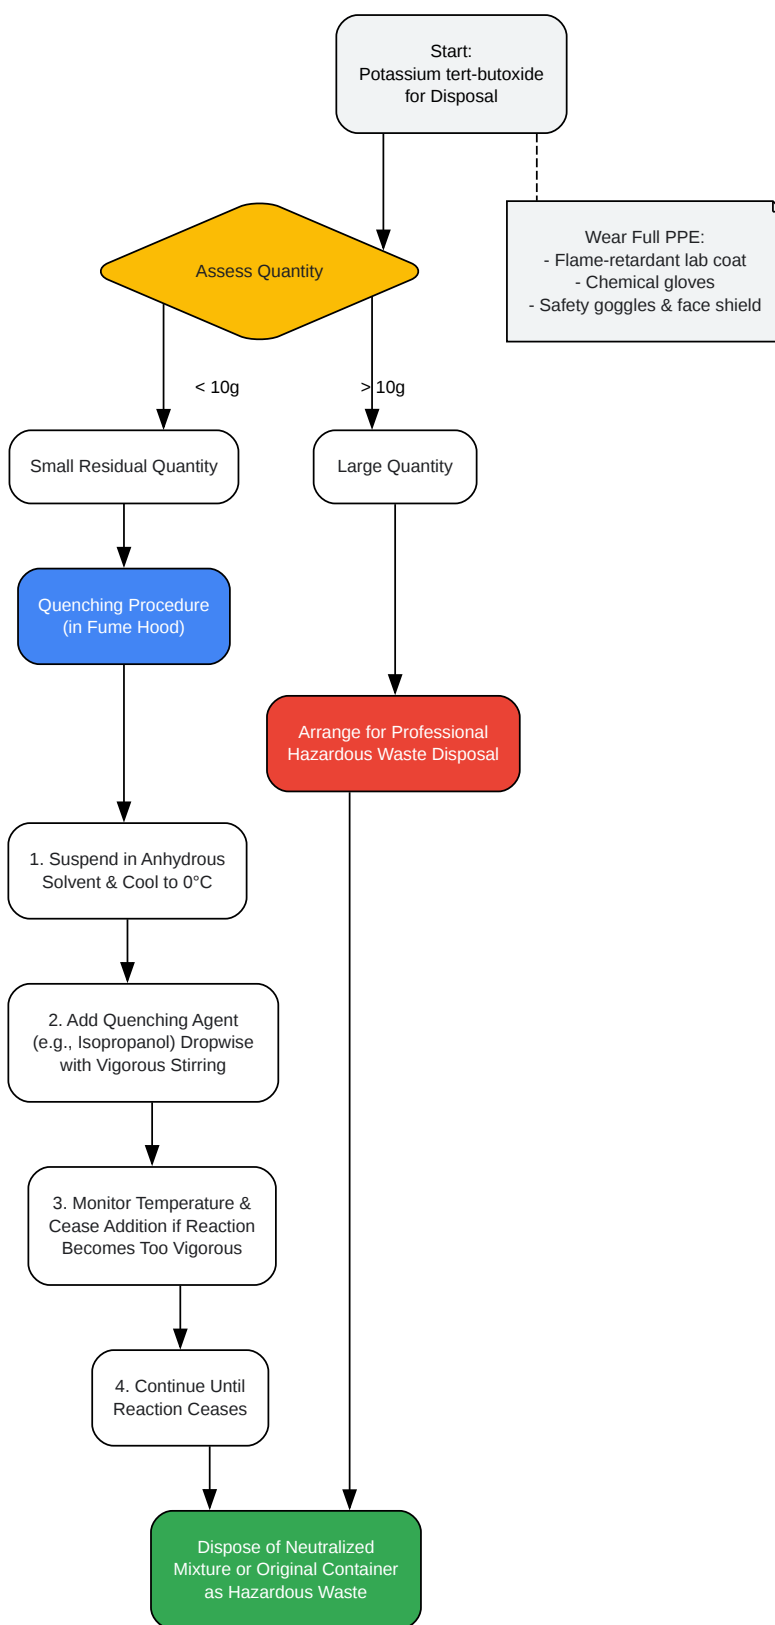 Start:
Potassium tert-butoxide
for Disposal
Wear Full PPE:
- Flame-retardant lab coat
- Chemical gloves
- Safety goggles & face shield
Assess Quantity
< 10g
> 10g
Small Residual Quantity
Large Quantity
Quenching Procedure
(in Fume Hood)
Arrange for Professional
Hazardous Waste Disposal
1. Suspend in Anhydrous
Solvent & Cool to 0°C
2. Add Quenching Agent
(e.g., Isopropanol) Dropwise
with Vigorous Stirring
3. Monitor Temperature &
Cease Addition if Reaction
Becomes Too Vigorous
4. Continue Until
Reaction Ceases
Dispose of Neutralized
Mixture or Original Container
as Hazardous Waste